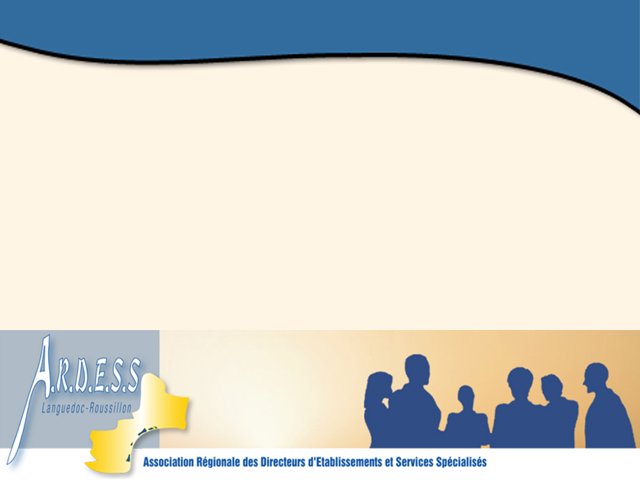 A.R.D.E.S.S
Languedoc-Roussillon
Association Régionale des Directeurs d'Etablissements et Services Spécialisés